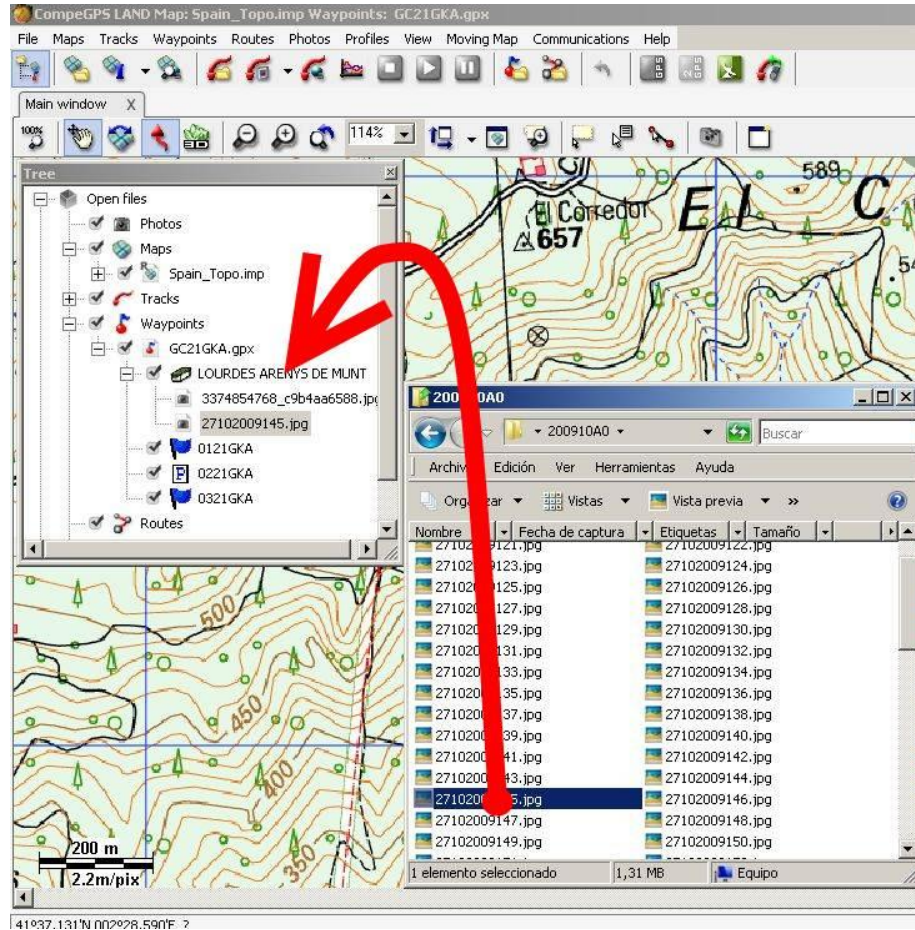 CompeGPS LAND Map: Spain_Topo.imp Waypoints: GC21GKA.gpx
File Maps Tracks Waypoints Routes Photos Profiles View Moving Map Communications Help
Main window X
100% 114%
Tree
Open files
Photos
Maps
Spain_Topo.imp
Tracks
Waypoints
GC21GKA.gpx
LOURDES ARENYS DE MUNT
3374854768_c9b4aa6588.jpg
27102009145.jpg
0121GKA
P 0221GKA
0321GKA
Routes
El Corredor
657
589
E L C
54
200910A0
200910A0
Buscar
Edición Ver Herramientas Ayuda
Vistas Vista previa »
Nombre Fecha de captura Etiquetas Tamaño
27102009122.jpg
27102009124.jpg
27102009126.jpg
27102009128.jpg
27102009130.jpg
27102009132.jpg
27102009134.jpg
27102009136.jpg
27102009138.jpg
27102009140.jpg
27102009142.jpg
27102009144.jpg
27102009146.jpg
27102009147.jpg 27102009148.jpg
27102009149.jpg 27102009150.jpg
1 elemento seleccionado 1,31 MB Equipo
500
450
400
350
200 m
2.2m/pix
41º37.131'N 002º28.590'E ?